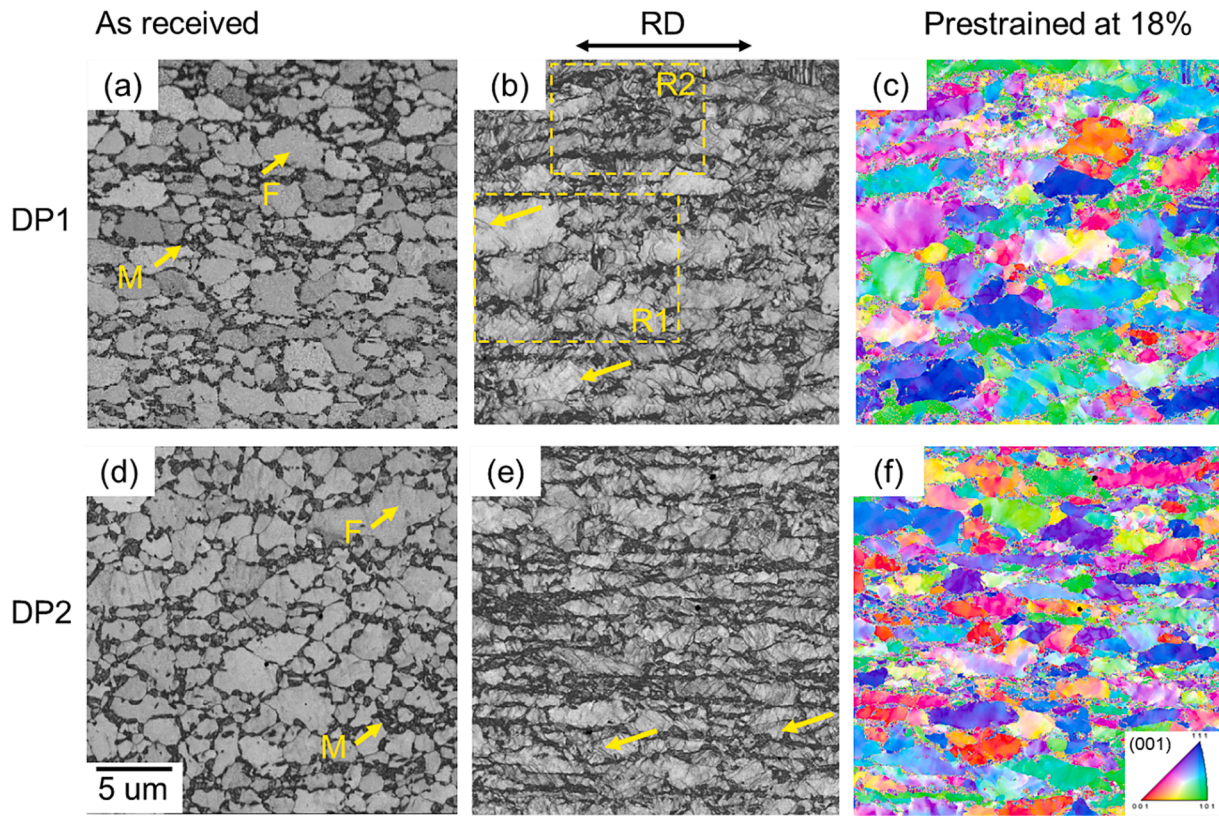 As received
RD
Prestrained at 18%
(a)
F
M
(b)
R2
R1
(c)
DP1
(d)
F
M
5 um
(e)
(f)
(001)
111
001
101
DP2